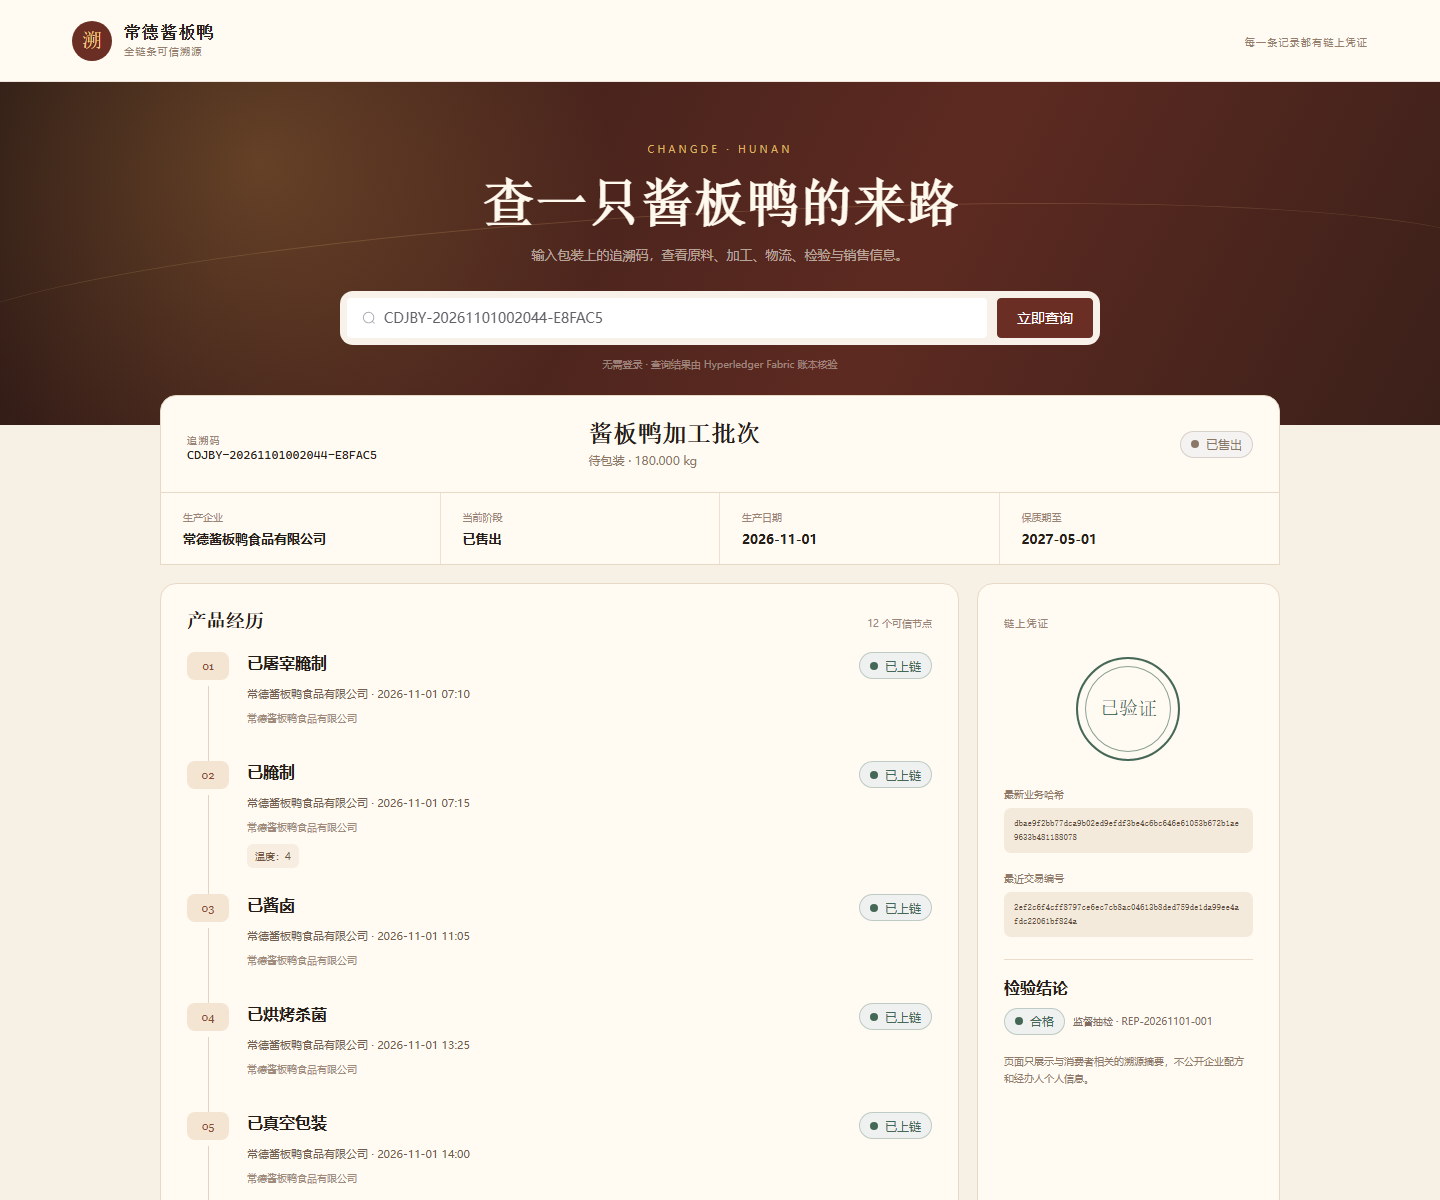 溯
常德酱板鸭
全链条可信溯源
每一条记录都有链上凭证
CHANGDE · HUNAN
查一只酱板鸭的来路
输入包装上的追溯码，查看原料、加工、物流、检验与销售信息。
CDJBY-20261101002044-E8FAC5
立即查询
无需登录 · 查询结果由 Hyperledger Fabric 账本核验
追溯码
CDJBY-20261101002044-E8FAC5
酱板鸭加工批次
待包装 · 180.000 kg
已售出
生产企业
常德酱板鸭食品有限公司
当前阶段
已售出
生产日期
2026-11-01
保质期至
2027-05-01
产品经历
12 个可信节点
01
已屠宰腌制
已上链
常德酱板鸭食品有限公司 · 2026-11-01 07:10
常德酱板鸭食品有限公司
02
已腌制
已上链
常德酱板鸭食品有限公司 · 2026-11-01 07:15
常德酱板鸭食品有限公司
温度：4
03
已酱卤
已上链
常德酱板鸭食品有限公司 · 2026-11-01 11:05
常德酱板鸭食品有限公司
04
已烘烤杀菌
已上链
常德酱板鸭食品有限公司 · 2026-11-01 13:25
常德酱板鸭食品有限公司
05
已真空包装
已上链
常德酱板鸭食品有限公司 · 2026-11-01 14:00
常德酱板鸭食品有限公司
链上凭证
已验证
最新业务哈希
dbae9f2bb77dca9b02ed9efdf3be4c6bc646e61053b672b1ae
9633b481188078
最近交易编号
2ef2c6f4cff8797ce6ec7cb8ac04613b8ded759de1da99ee4a
fdc22061bf824a
检验结论
合格
监督抽检 · REP-20261101-001
页面只展示与消费者相关的溯源摘要，不公开企业配方
和经办人个人信息。